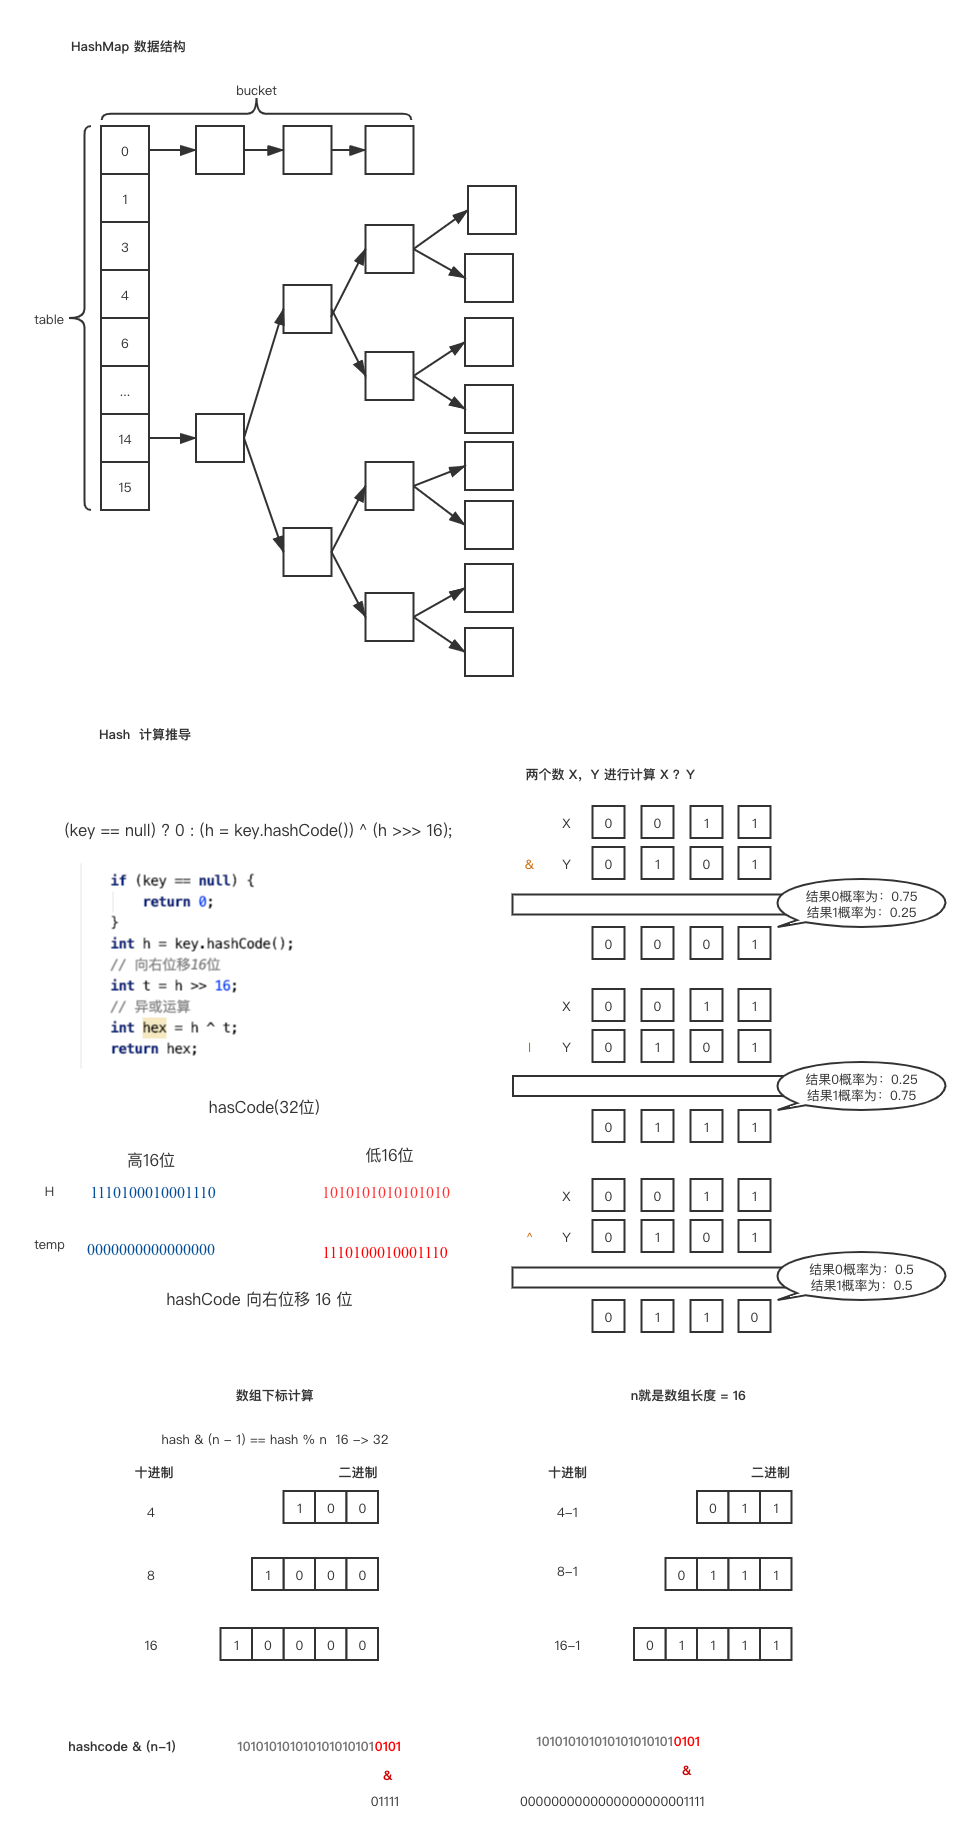 HashMap 数据结构
bucket
0
1
3
4
table
6
...
14
15
Hash 计算推导
(key == null) ? 0 : (h = key.hashCode()) ^ (h >>> 16);
if (key == null) {
return 0;
}
int h = key.hashCode();
// 向右位移16位
int t = h >> 16;
// 异或运算
int hex = h ^ t;
return hex;
hasCode(32位)
高16位 低16位
H 1110100010001110 1010101010101010
temp 0000000000000000 1110100010001110
hashCode 向右位移 16 位
两个数 X，Y 进行计算 X ? Y
X 0 0 1 1
& Y 0 1 0 1
结果0概率为：0.75
结果1概率为：0.25
0 0 0 1
X 0 0 1 1
| Y 0 1 0 1
结果0概率为：0.25
结果1概率为：0.75
0 1 1 1
X 0 0 1 1
^ Y 0 1 0 1
结果0概率为：0.5
结果1概率为：0.5
0 1 1 0
数组下标计算
hash & (n - 1) == hash % n 16 -> 32
十进制 二进制
4 1 0 0
8 1 0 0 0
16 1 0 0 0 0
n就是数组长度 = 16
十进制 二进制
4-1 0 1 1
8-1 0 1 1 1
16-1 0 1 1 1 1
hashcode & (n-1) 1010101010101010101010101
&
01111
1010101010101010101010101
&
0000000000000000000001111